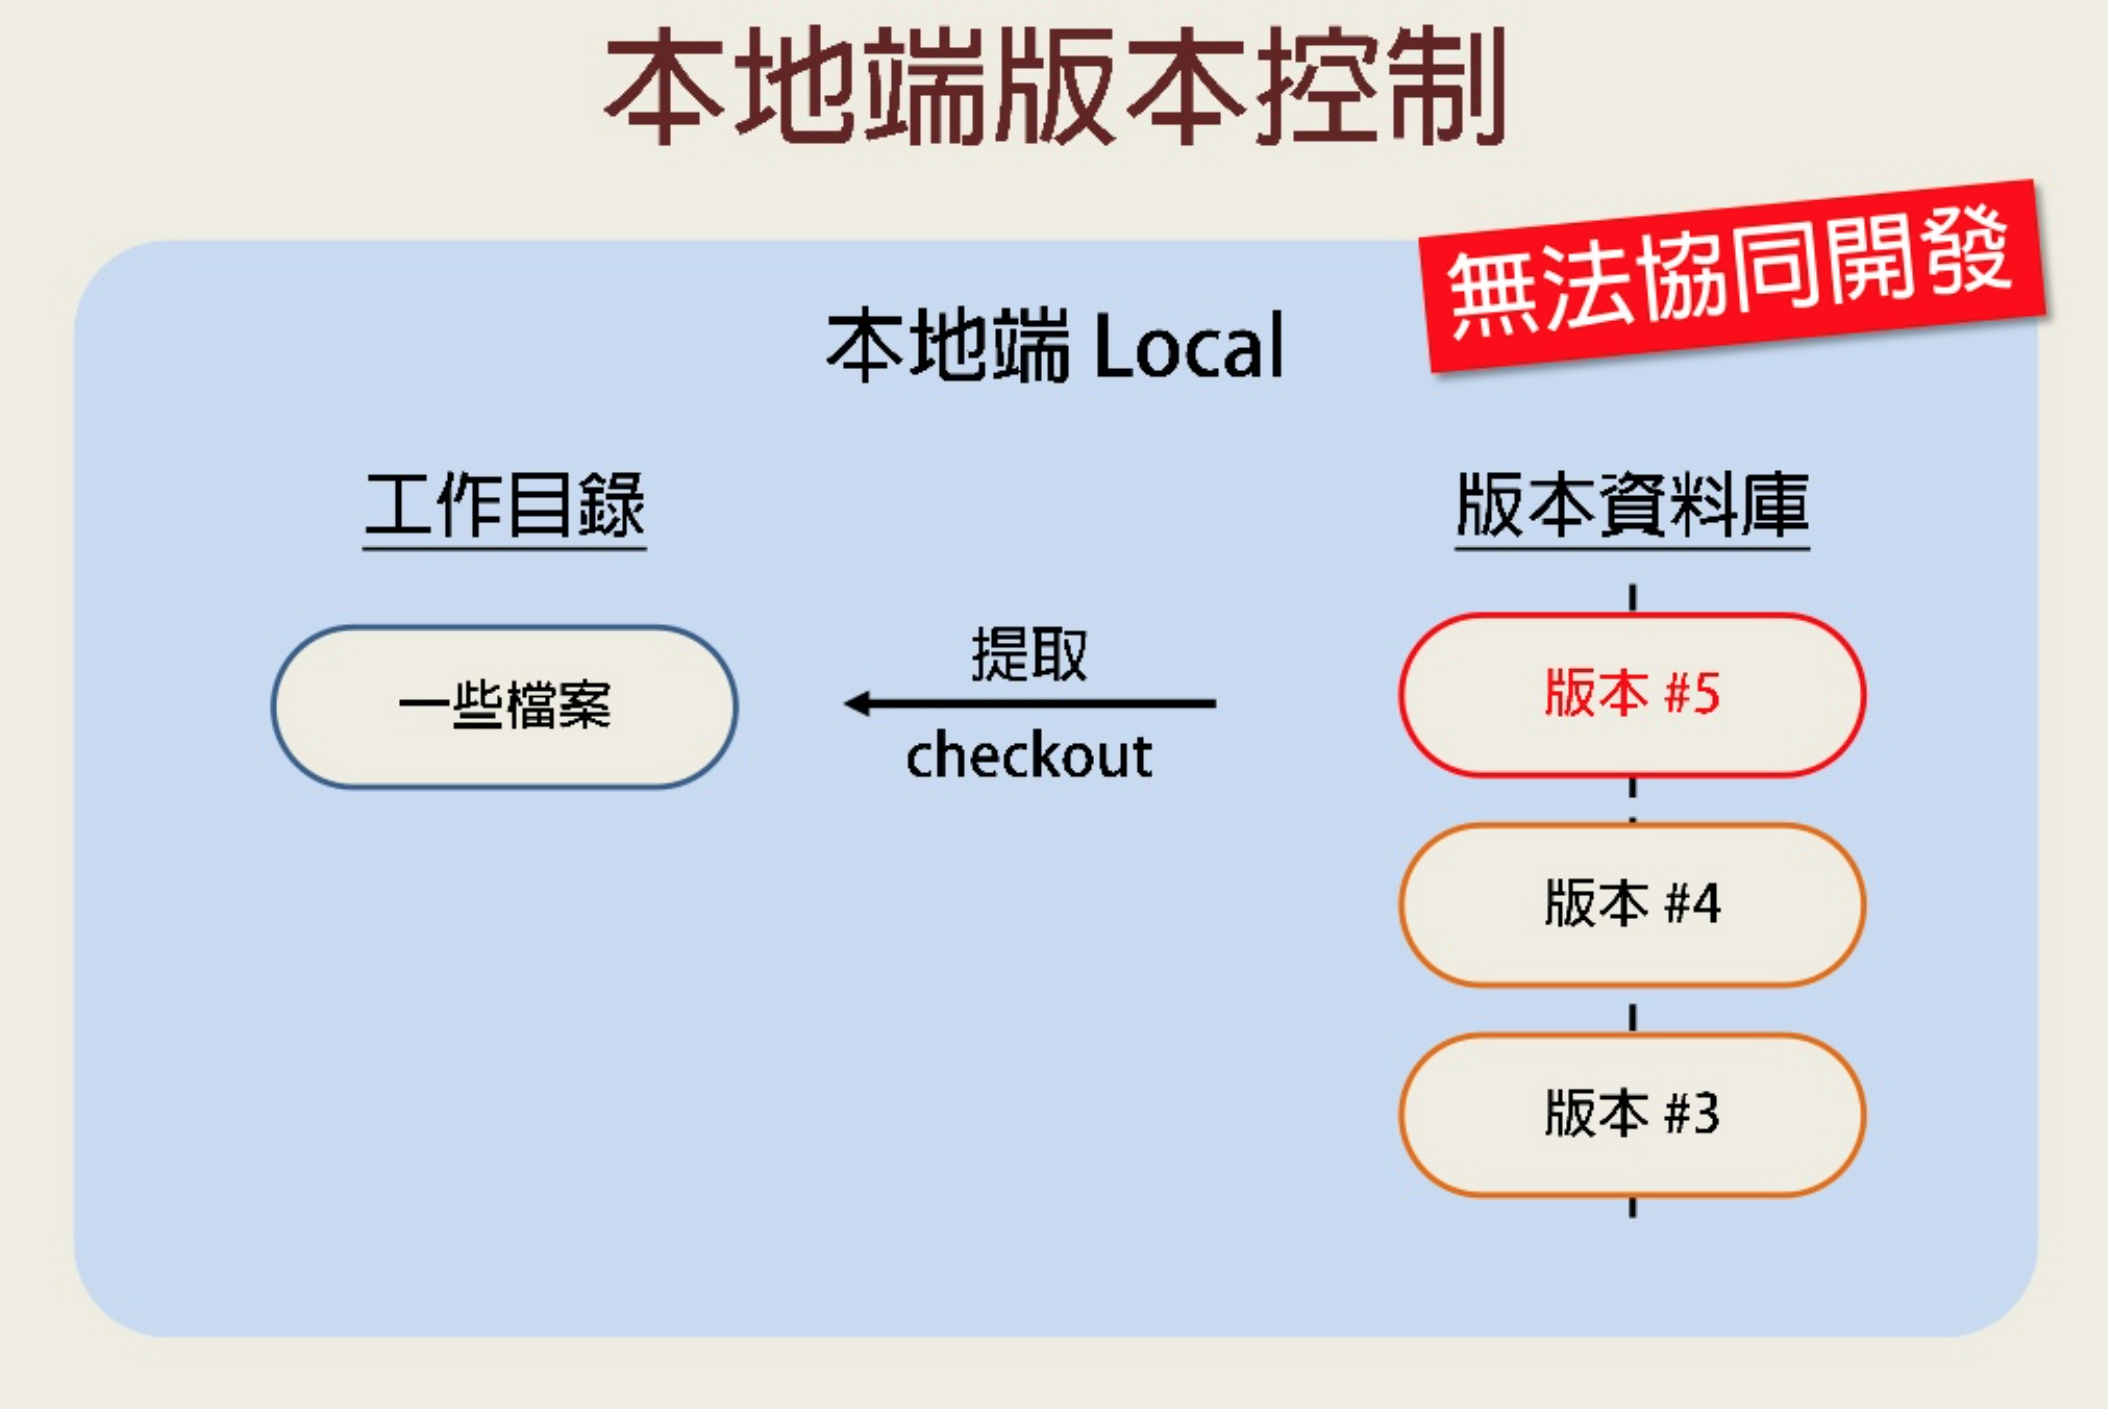 本地端版本控制
無法協同開發
本地端 Local
工作目錄
版本資料庫
一些檔案
提取
checkout
版本 #5
版本 #4
版本 #3